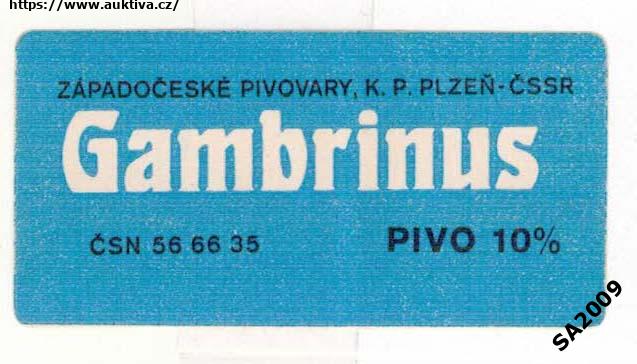 https://www.auktiva.cz/
ZÁPADOČESKÉ PIVOVARY, K. P. PLZEŇ-ČSSR
Gambrinus
ČSN 56 66 35
PIVO 10%
SA2009